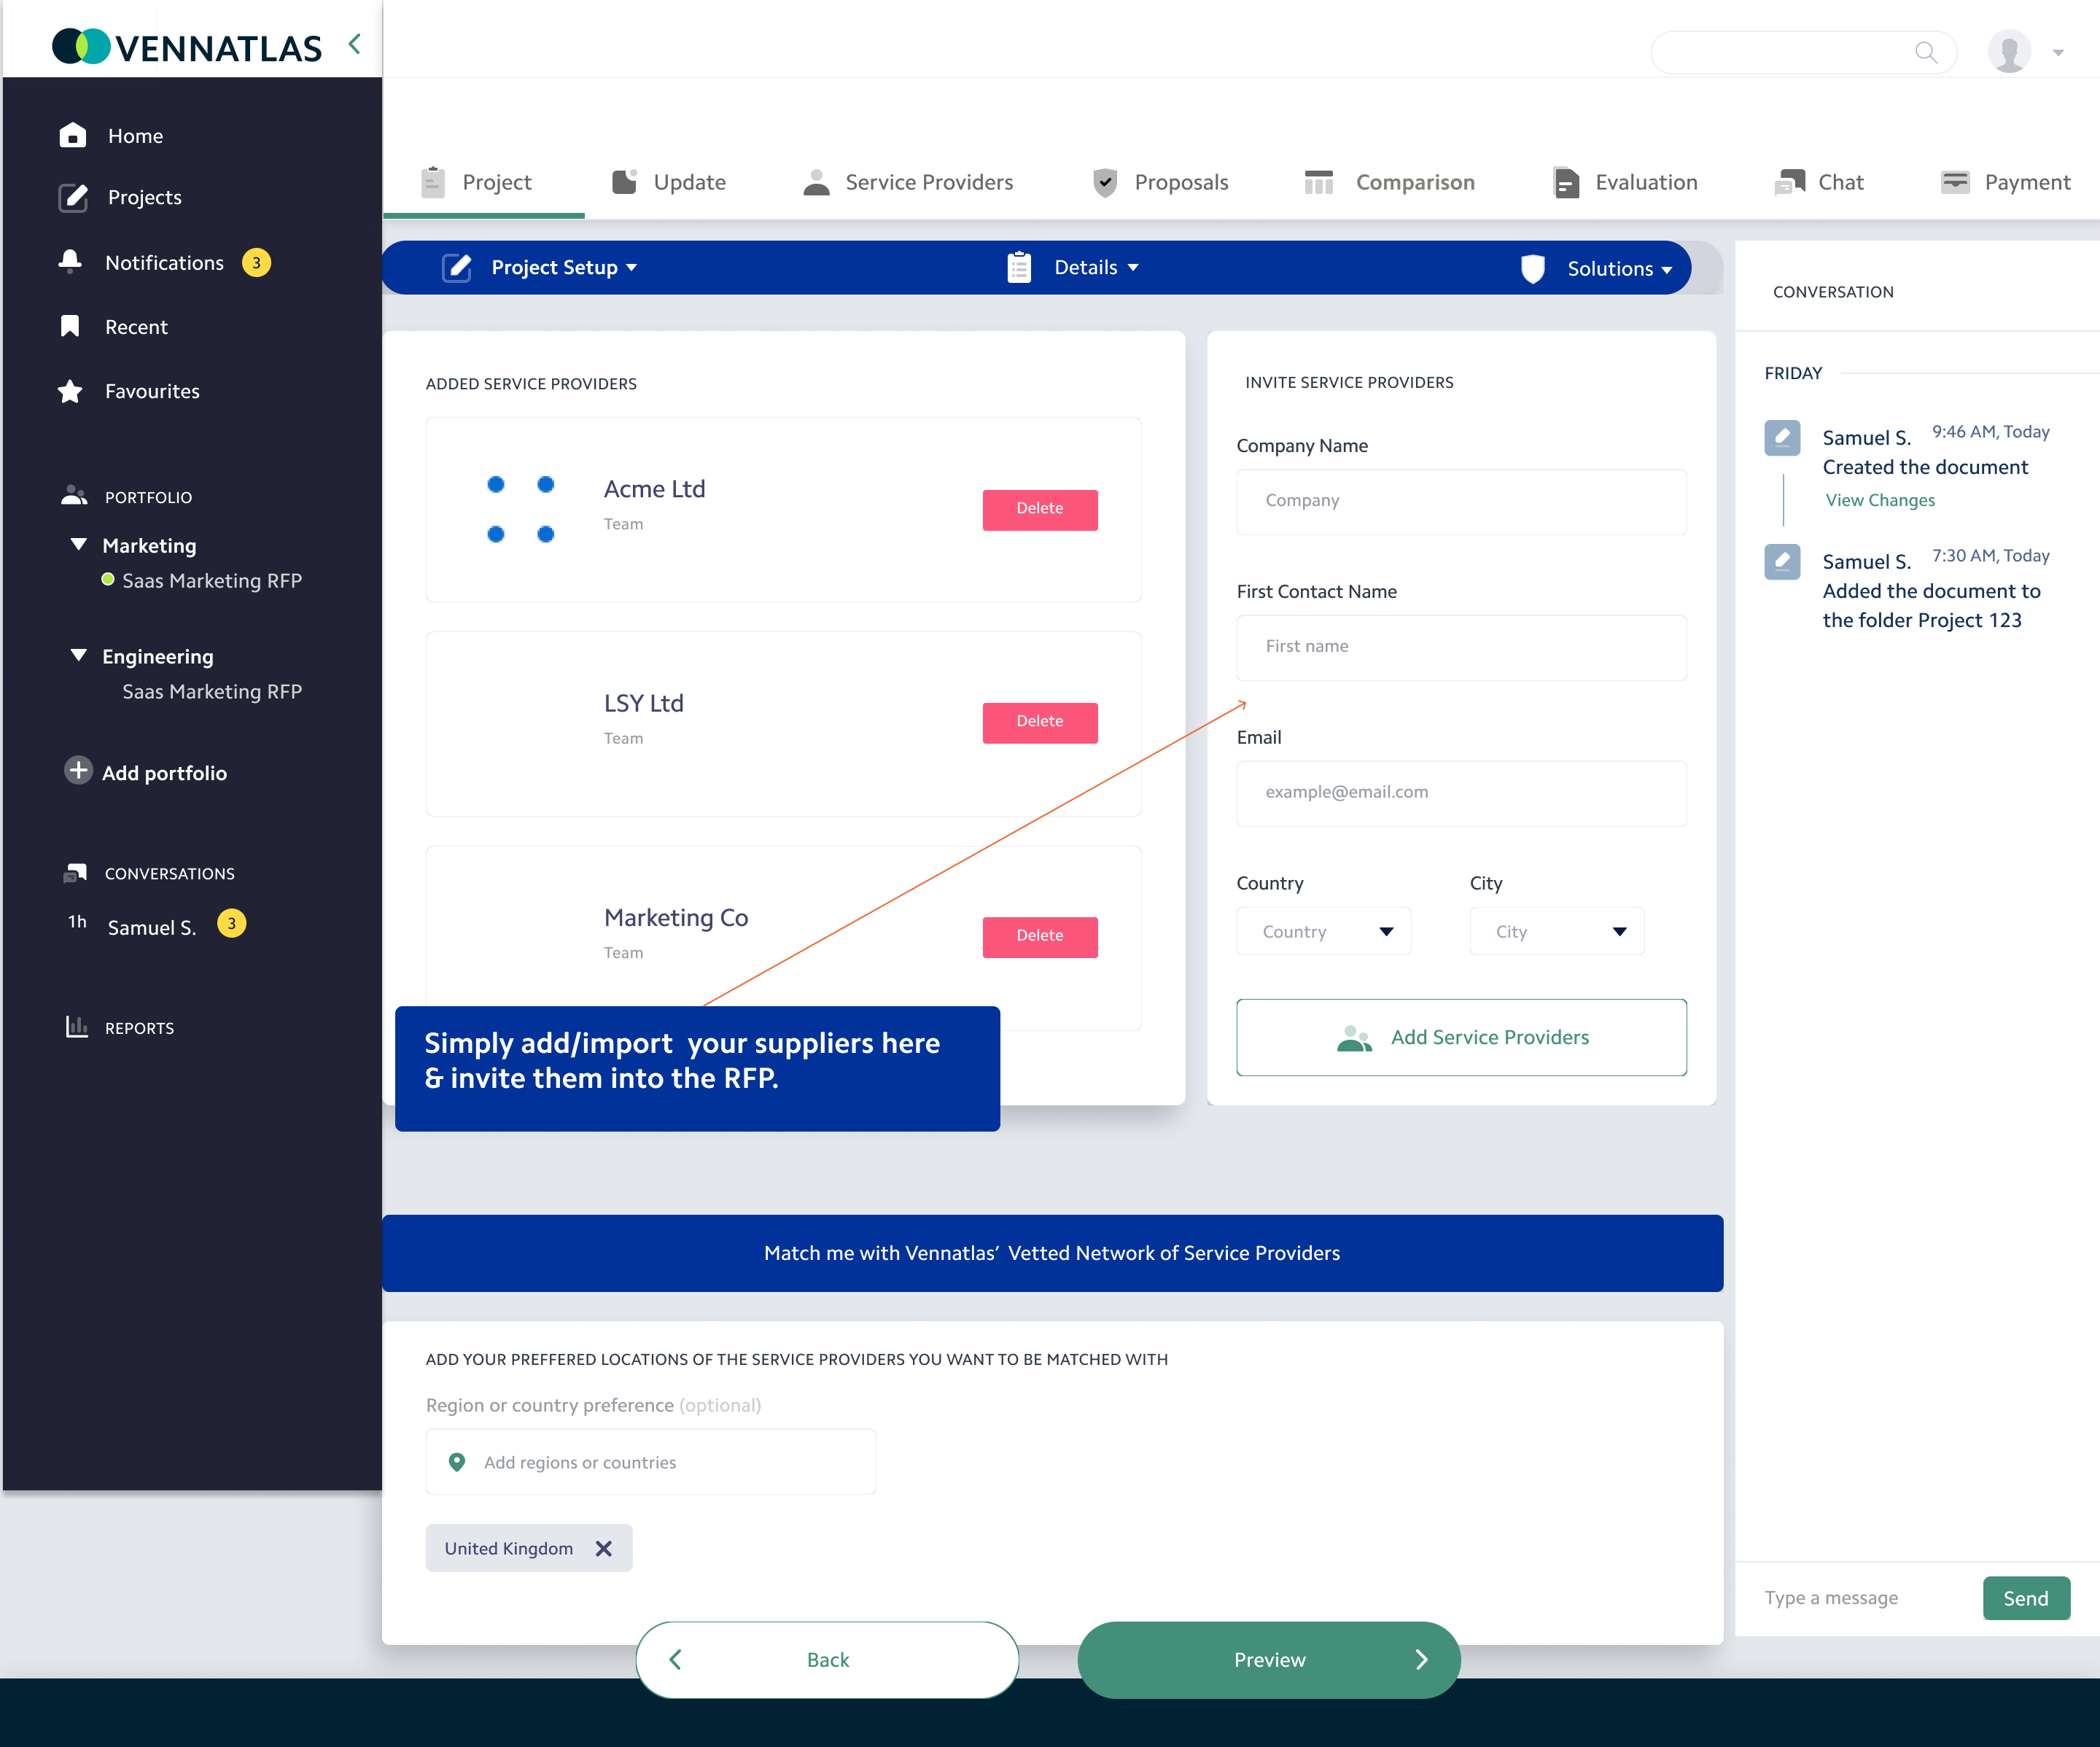 VENNATLAS
Home
Projects
Notifications 3
Recent
Favourites
PORTFOLIO
Marketing
Saas Marketing RFP
Engineering
Saas Marketing RFP
Add portfolio
CONVERSATIONS
1h Samuel S. 3
REPORTS
Project Update Service Providers Proposals Comparison Evaluation Chat Payment
Project Setup Details Solutions
ADDED SERVICE PROVIDERS
Acme Ltd
Team
Delete
LSY Ltd
Team
Delete
Marketing Co
Team
Delete
Simply add/import your suppliers here
& invite them into the RFP.
INVITE SERVICE PROVIDERS
Company Name
Company
First Contact Name
First name
Email
example@email.com
Country City
Country City
Add Service Providers
Match me with Vennatlas’ Vetted Network of Service Providers
ADD YOUR PREFFERED LOCATIONS OF THE SERVICE PROVIDERS YOU WANT TO BE MATCHED WITH
Region or country preference (optional)
Add regions or countries
United Kingdom
Back
Preview
CONVERSATION
FRIDAY
Samuel S. 9:46 AM, Today
Created the document
View Changes
Samuel S. 7:30 AM, Today
Added the document to
the folder Project 123
Type a message
Send